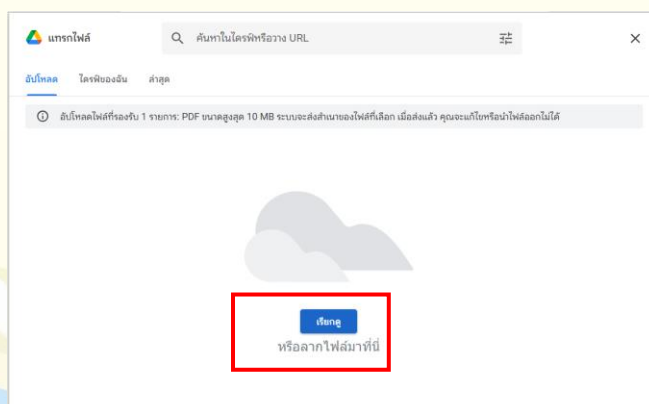 แทรกไฟล์
ค้นหาในไดรฟ์หรือวาง URL
อัปโหลด ไดรฟ์ของฉัน ล่าสุด
อัปโหลดไฟล์ที่รองรับ 1 รายการ: PDF ขนาดสูงสุด 10 MB ระบบจะส่งสำเนาของไฟล์ที่เลือก เมื่อส่งแล้ว คุณจะแก้ไขหรือนำไฟล์ออกไม่ได้
เรียกดู
หรือลากไฟล์มาที่นี่